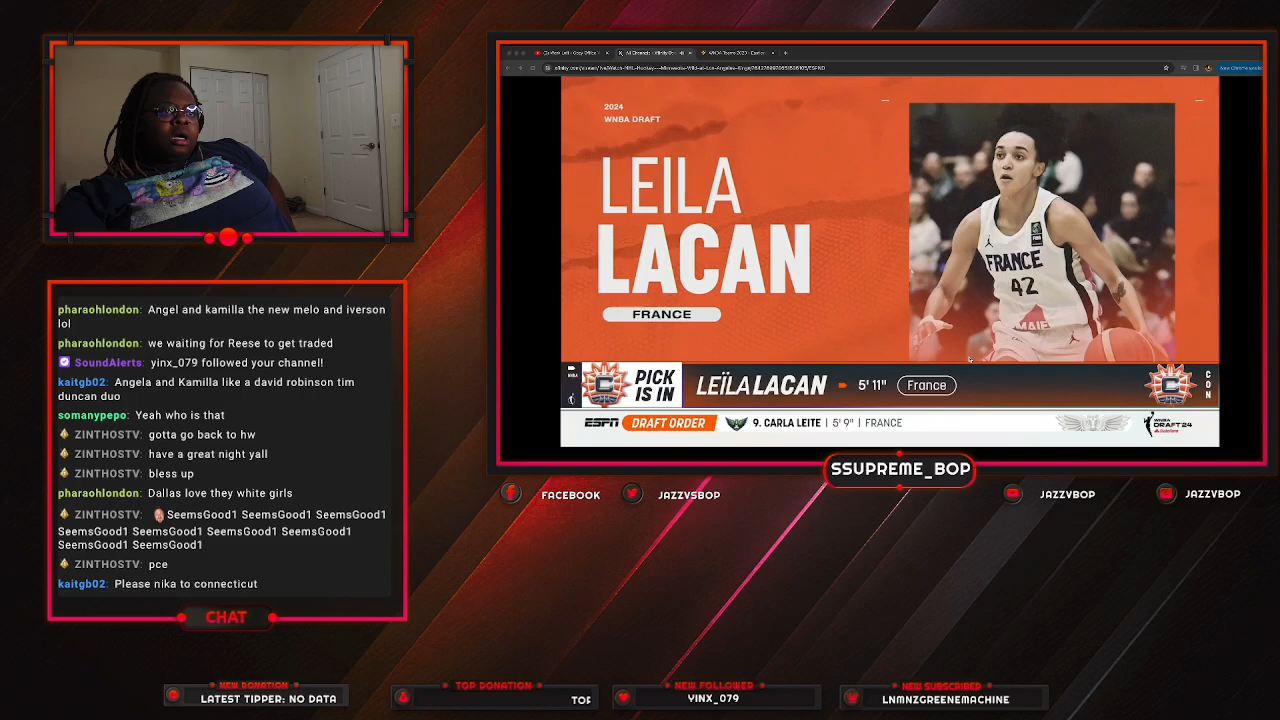 2024
WNBA DRAFT
LEILA
LACAN
FRANCE
FRANCE
42
PICK
IS IN
LEÏLA LACAN
5' 11"
France
CON
ESPN
DRAFT ORDER
9. CARLA LEITE | 5' 9" | FRANCE
WNBA
DRAFT 24
pharaohlondon: Angel and kamilla the new melo and iverson
lol
pharaohlondon: we waiting for Reese to get traded
SoundAlerts: yinx_079 followed your channel!
kaitgb02: Angela and Kamilla like a david robinson tim
duncan duo
somanypepo: Yeah who is that
ZINTHOSTV: gotta go back to hw
ZINTHOSTV: have a great night yall
ZINTHOSTV: bless up
pharaohlondon: Dallas love they white girls
ZINTHOSTV: SeemsGood1 SeemsGood1 SeemsGood1
SeemsGood1 SeemsGood1 SeemsGood1 SeemsGood1
SeemsGood1 SeemsGood1
ZINTHOSTV: pce
kaitgb02: Please nika to connecticut
CHAT
SSUPREME_BOP
FACEBOOK
JAZZVSBOP
JAZZVBOP
JAZZVBOP
NEW DONATION
LATEST TIPPER: NO DATA
TOP DONATION
TOP
NEW FOLLOWER
YINX_079
NEW SUBSCRIBER
LNMNZGREENEMACHINE